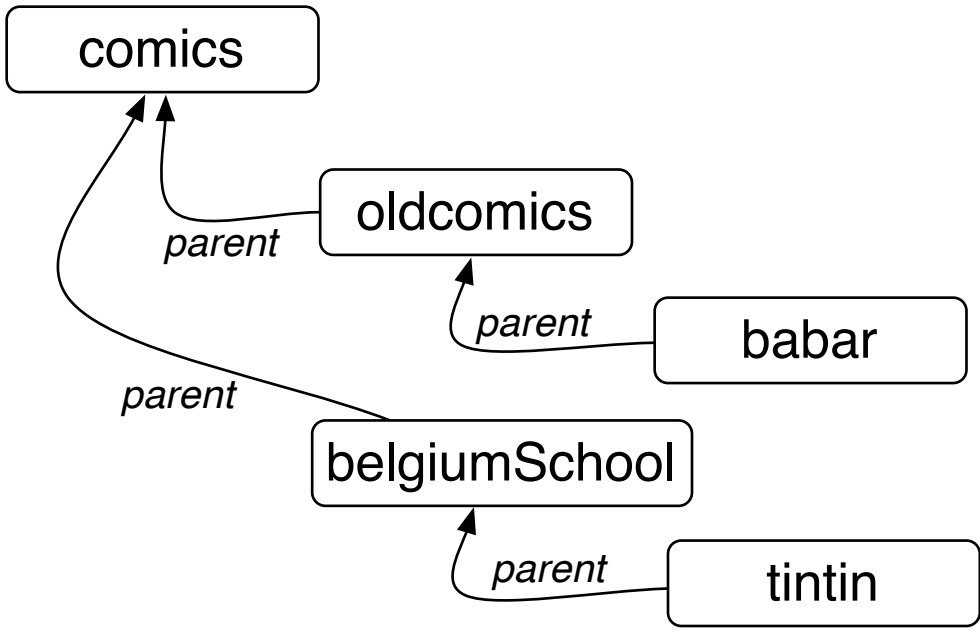 comics
oldcomics
parent
parent
babar
parent
belgiumSchool
parent
tintin